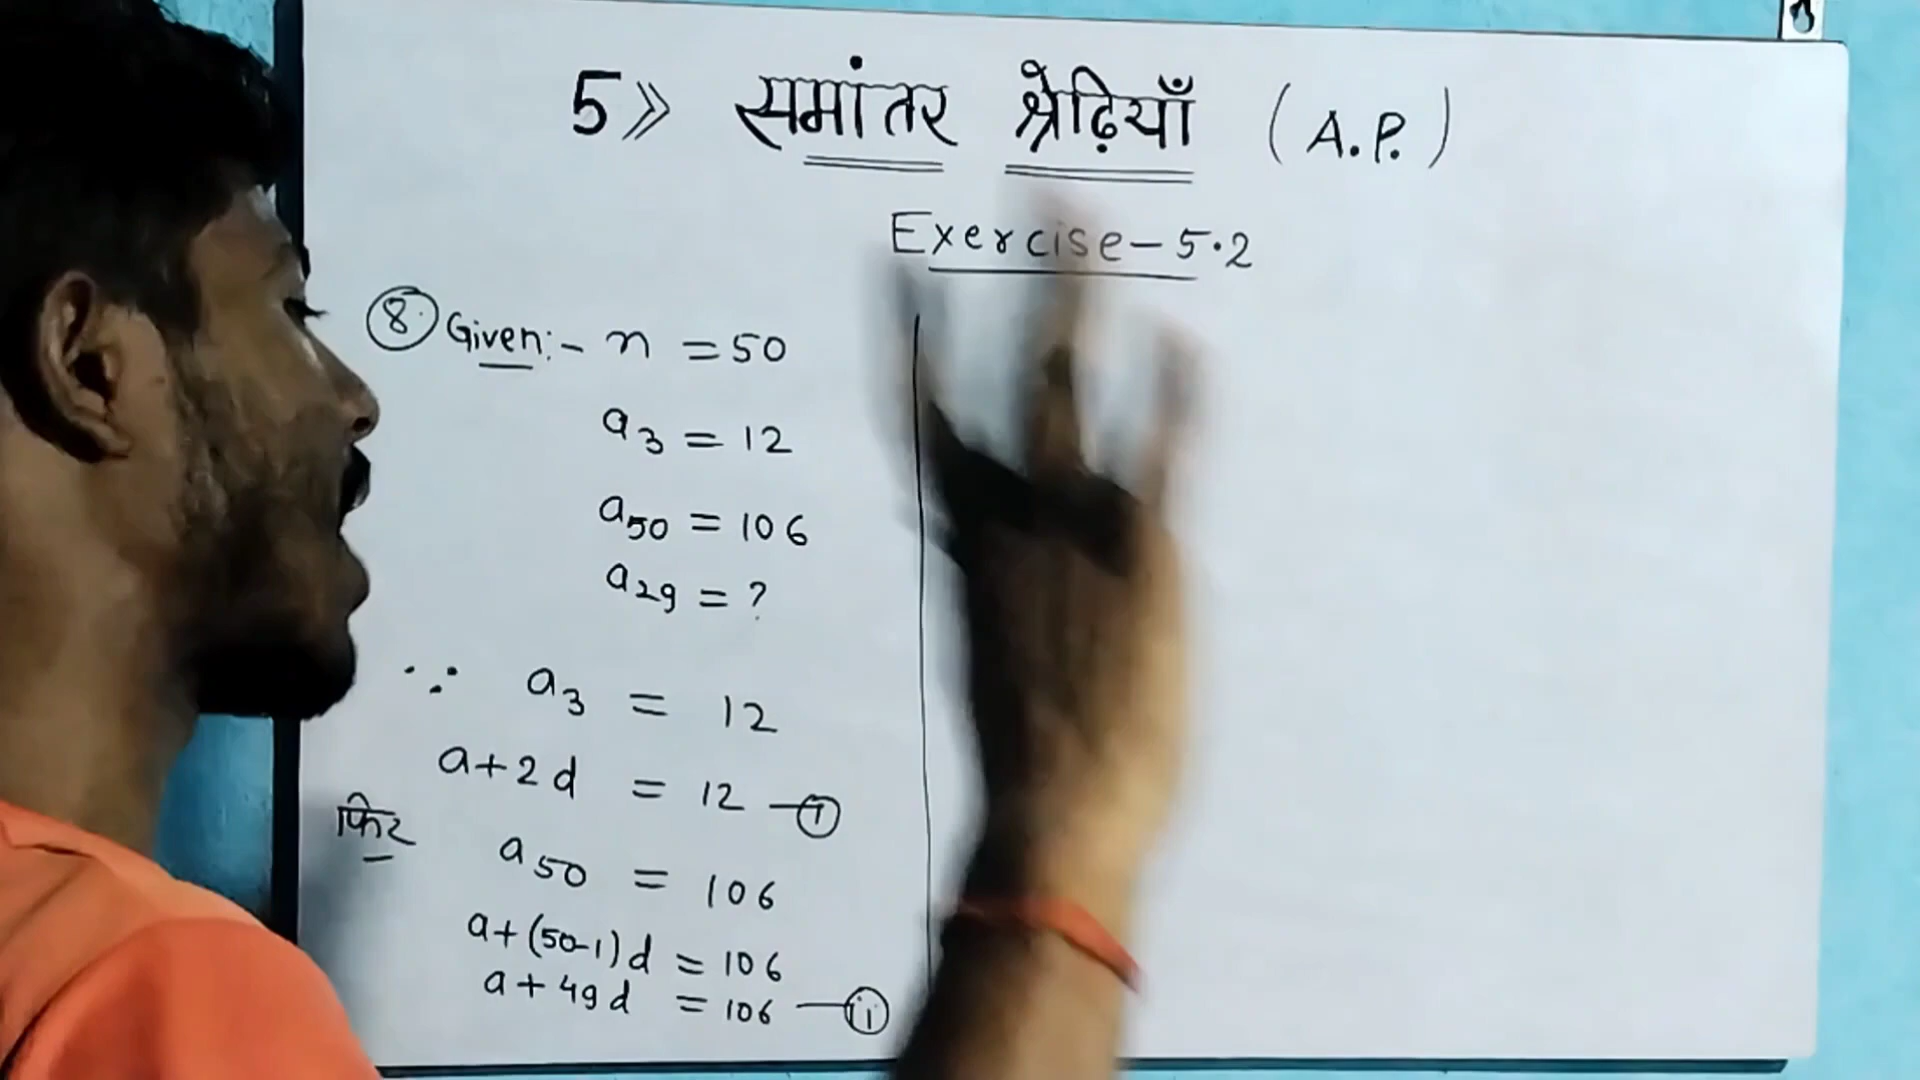 5》 समांतर श्रेढ़ियाँ (A.P.)
Exercise-5.2
⑧ Given:- n = 50
a₃ = 12
a₅₀ = 106
a₂₉ = ?
∵ a₃ = 12
a+2d = 12 —ⓘ
फिर a₅₀ = 106
a+(50-1)d = 106
a+49d = 106 —(ii)